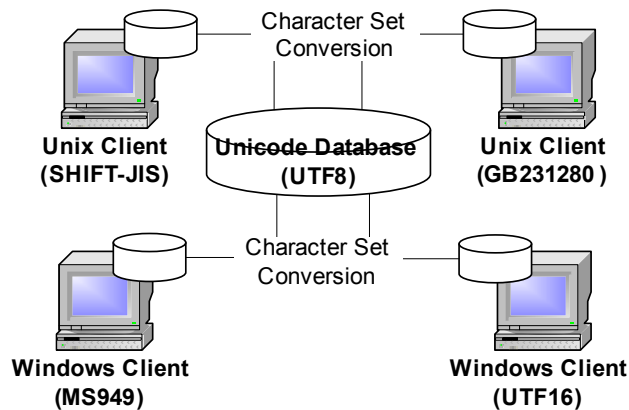 Character Set
Conversion
Unix Client
(SHIFT-JIS)
Unicode Database
(UTF8)
Unix Client
(GB231280 )
Character Set
Conversion
Windows Client
(MS949)
Windows Client
(UTF16)